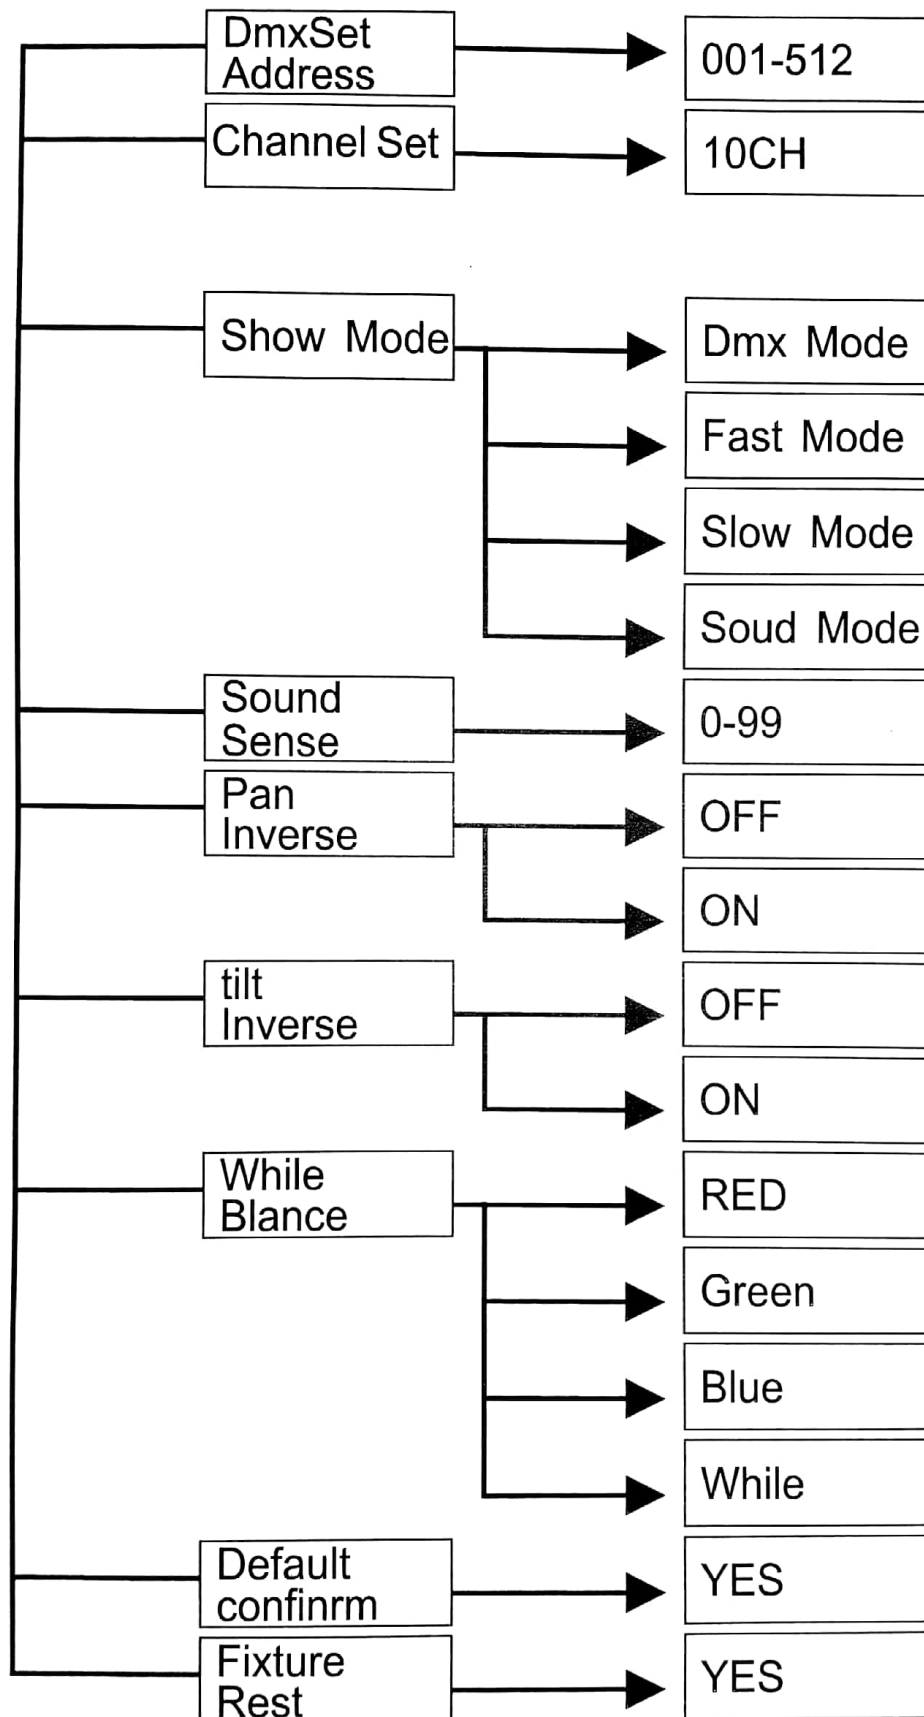 DmxSet
Address
001-512
Channel Set
10CH
Show Mode
Dmx Mode
Fast Mode
Slow Mode
Soud Mode
Sound
Sense
0-99
Pan
Inverse
OFF
ON
tilt
Inverse
OFF
ON
While
Blance
RED
Green
Blue
While
Default
confinrm
YES
Fixture
Rest
YES